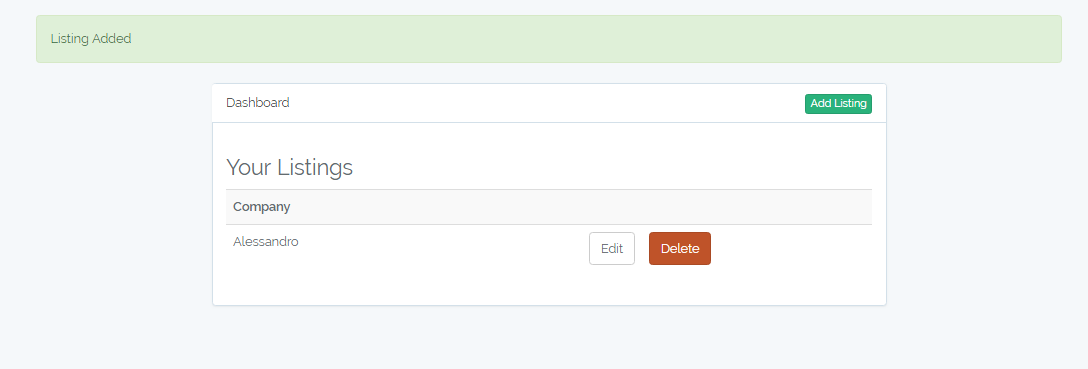 Listing Added
Dashboard
Add Listing
Your Listings
Company
Alessandro
Edit
Delete